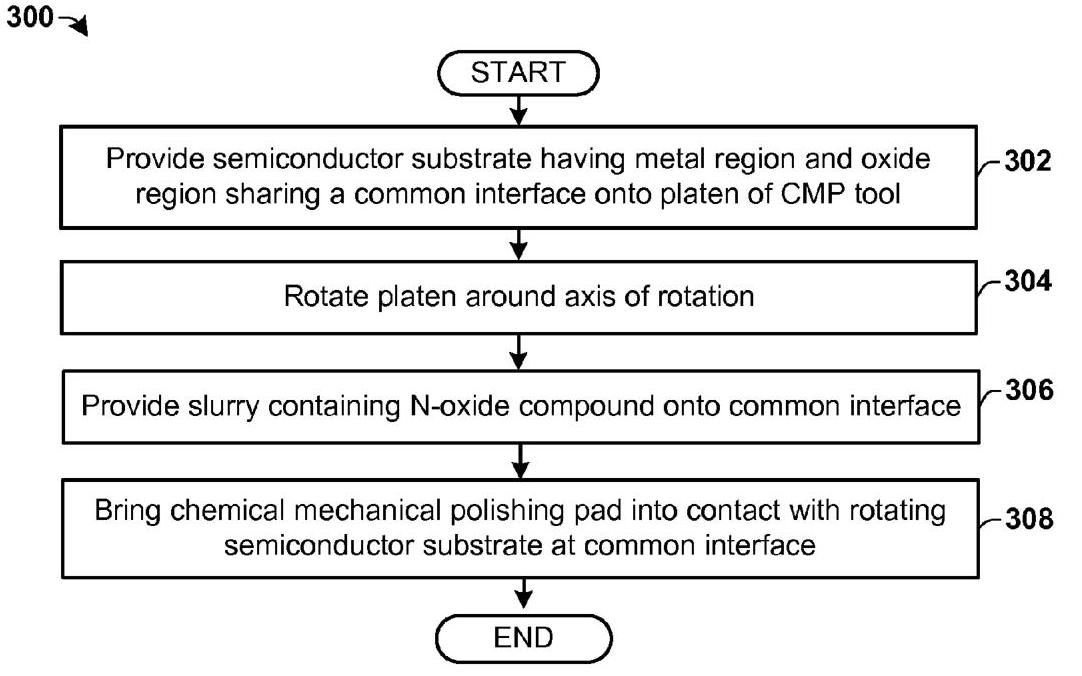 300
START
Provide semiconductor substrate having metal region and oxide
region sharing a common interface onto platen of CMP tool
302
Rotate platen around axis of rotation
304
Provide slurry containing N-oxide compound onto common interface
306
Bring chemical mechanical polishing pad into contact with rotating
semiconductor substrate at common interface
308
END